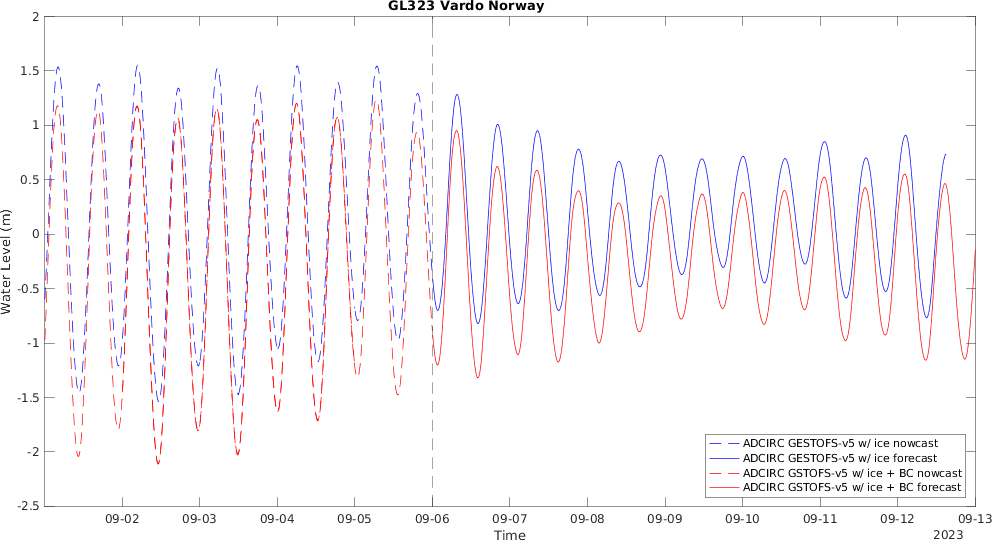 GL323 Vardo Norway
2
1.5
1
0.5
0
-0.5
-1
-1.5
-2
-2.5
Water Level (m)
ADCIRC GESTOFS-v5 w/ ice nowcast
ADCIRC GESTOFS-v5 w/ ice forecast
ADCIRC GSTOFS-v5 w/ ice + BC nowcast
ADCIRC GSTOFS-v5 w/ ice + BC forecast
09-02 09-03 09-04 09-05 09-06 09-07 09-08 09-09 09-10 09-11 09-12 09-13
Time
2023